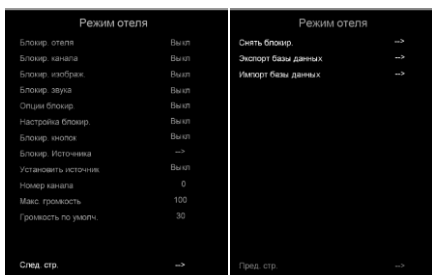 Режим отеля
Блокир. отеля Выкл
Блокир. канала Выкл
Блокир. изображ. Выкл
Блокир. звука Выкл
Опции блокир. Выкл
Настройка блокир. Выкл
Блокир. кнопок Выкл
Блокир. Источника -->
Установить источник Выкл
Номер канала 0
Макс. громкость 100
Громкость по умолч. 30
След. стр. -->
Режим отеля
Снять блокир. -->
Экспорт базы данных -->
Импорт базы данных -->
Пред. стр. -->